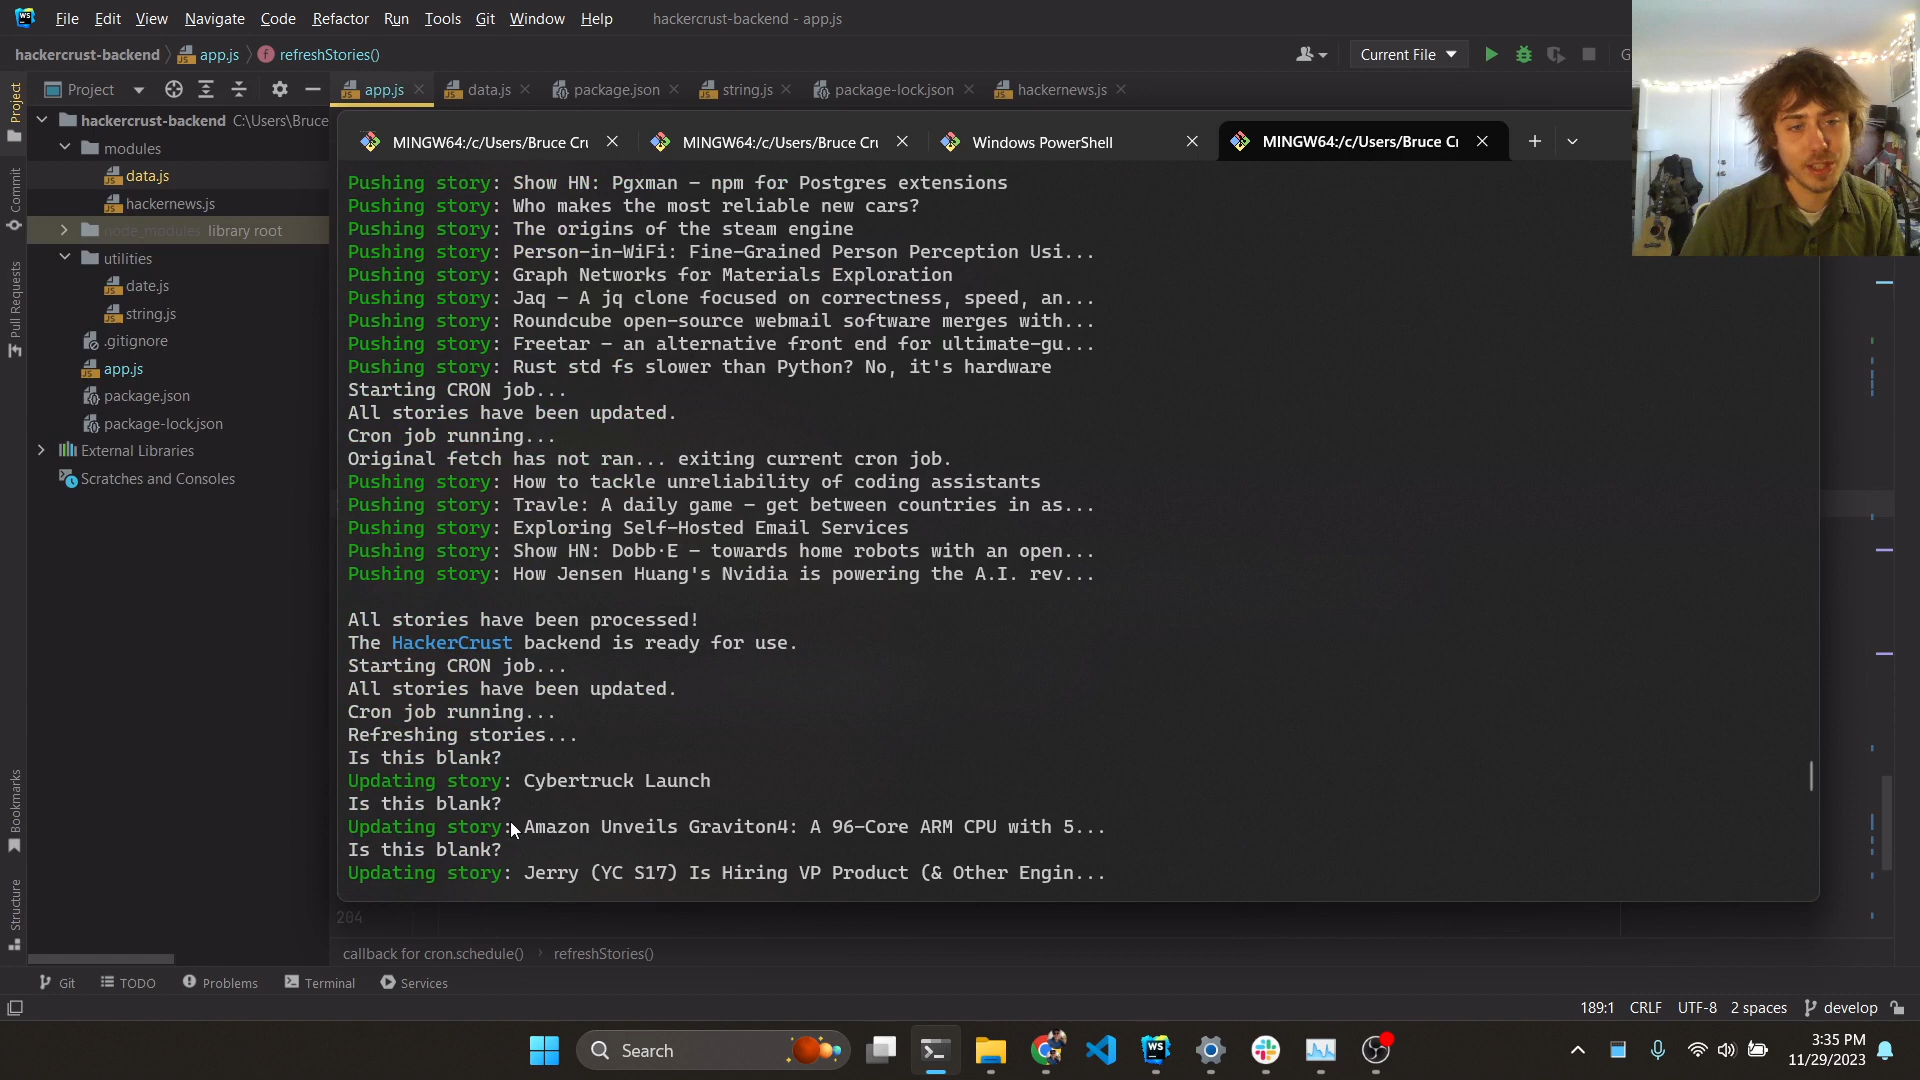 File Edit View Navigate Code Refactor Run Tools Git Window Help hackercrust-backend - app.js
hackercrust-backend app.js refreshStories()
Current File
G
Project
app.js data.js package.json string.js package-lock.json hackernews.js
Project
Commit
Pull Requests
Bookmarks
Structure
hackercrust-backend C:\Users\Bruce
modules
data.js
hackernews.js
node_modules library root
utilities
date.js
string.js
.gitignore
app.js
package.json
package-lock.json
External Libraries
Scratches and Consoles
MINGW64:/c/Users/Bruce Cru MINGW64:/c/Users/Bruce Cru Windows PowerShell MINGW64:/c/Users/Bruce Cr
Pushing story: Show HN: Pgxman – npm for Postgres extensions
Pushing story: Who makes the most reliable new cars?
Pushing story: The origins of the steam engine
Pushing story: Person-in-WiFi: Fine-Grained Person Perception Usi...
Pushing story: Graph Networks for Materials Exploration
Pushing story: Jaq – A jq clone focused on correctness, speed, an...
Pushing story: Roundcube open-source webmail software merges with...
Pushing story: Freetar – an alternative front end for ultimate-gu...
Pushing story: Rust std fs slower than Python? No, it's hardware
Starting CRON job...
All stories have been updated.
Cron job running...
Original fetch has not ran... exiting current cron job.
Pushing story: How to tackle unreliability of coding assistants
Pushing story: Travle: A daily game – get between countries in as...
Pushing story: Exploring Self-Hosted Email Services
Pushing story: Show HN: Dobb·E – towards home robots with an open...
Pushing story: How Jensen Huang's Nvidia is powering the A.I. rev...
All stories have been processed!
The HackerCrust backend is ready for use.
Starting CRON job...
All stories have been updated.
Cron job running...
Refreshing stories...
Is this blank?
Updating story: Cybertruck Launch
Is this blank?
Updating story: Amazon Unveils Graviton4: A 96-Core ARM CPU with 5...
Is this blank?
Updating story: Jerry (YC S17) Is Hiring VP Product (& Other Engin...
204
callback for cron.schedule() refreshStories()
Git TODO Problems Terminal Services
189:1 CRLF UTF-8 2 spaces develop
Search
3:35 PM
11/29/2023